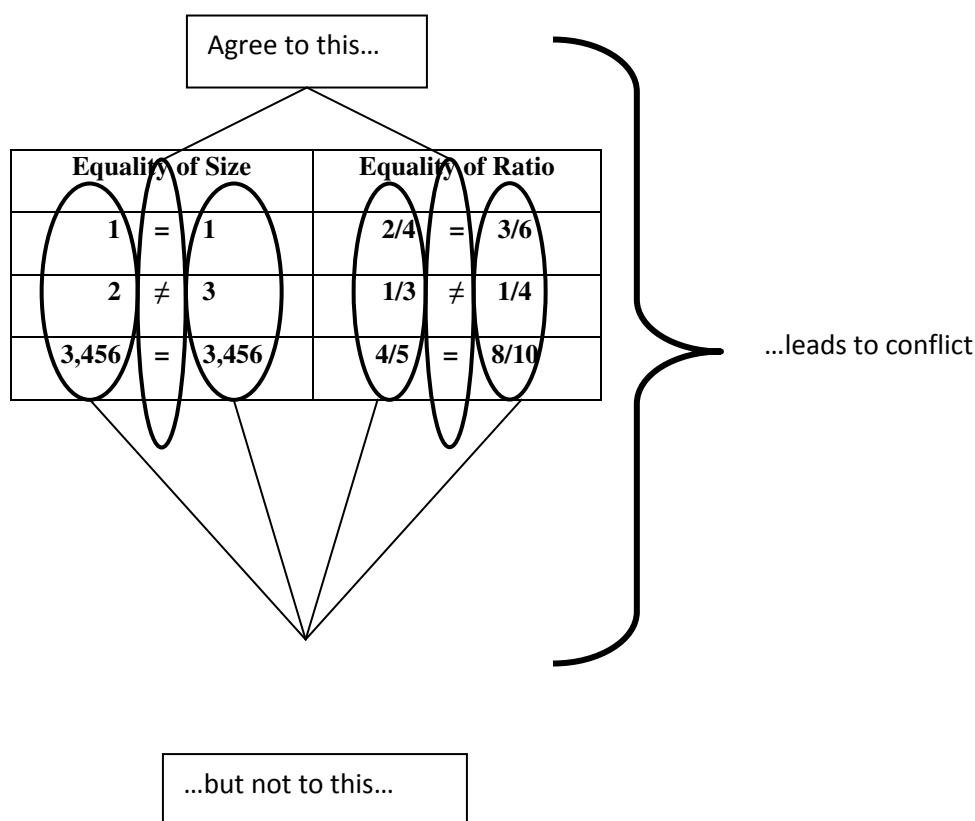 Agree to this...
Equality of Size Equality of Ratio
1 = 1 2/4 = 3/6
2 ≠ 3 1/3 ≠ 1/4
3,456 = 3,456 4/5 = 8/10
...leads to conflict
...but not to this...